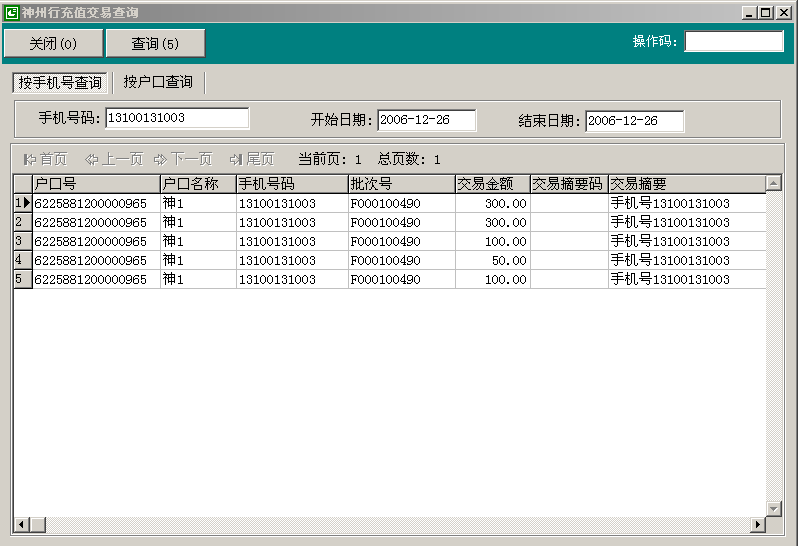 神州行充值交易查询
关闭(0) 查询(5) 操作码:
按手机号查询 按户口查询
手机号码: 13100131003 开始日期: 2006-12-26 结束日期: 2006-12-26
首页 上一页 下一页 尾页 当前页: 1 总页数: 1
户口号 户口名称 手机号码 批次号 交易金额 交易摘要码 交易摘要
1 6225881200000965 神1 13100131003 F000100490 300.00 手机号13100131003
2 6225881200000965 神1 13100131003 F000100490 300.00 手机号13100131003
3 6225881200000965 神1 13100131003 F000100490 100.00 手机号13100131003
4 6225881200000965 神1 13100131003 F000100490 50.00 手机号13100131003
5 6225881200000965 神1 13100131003 F000100490 100.00 手机号13100131003